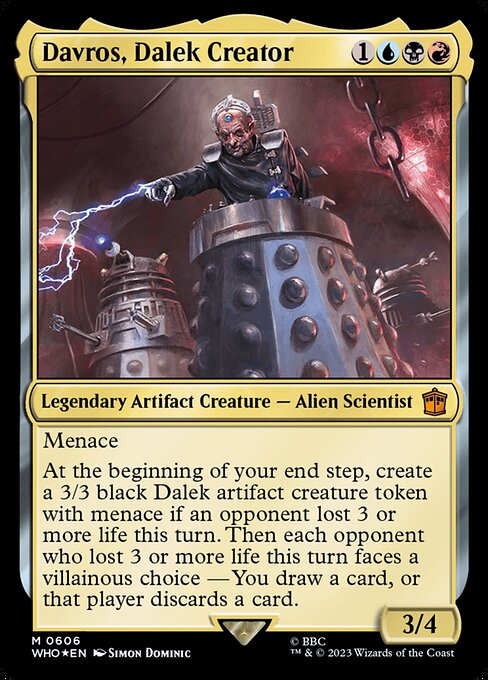 Davros, Dalek Creator 1
Legendary Artifact Creature — Alien Scientist
Menace
At the beginning of your end step, create
a 3/3 black Dalek artifact creature token
with menace if an opponent lost 3 or
more life this turn. Then each opponent
who lost 3 or more life this turn faces a
villainous choice — You draw a card, or
that player discards a card.
3/4
M 0606
WHO★EN Simon Dominic
© BBC
™ & © 2023 Wizards of the Coast